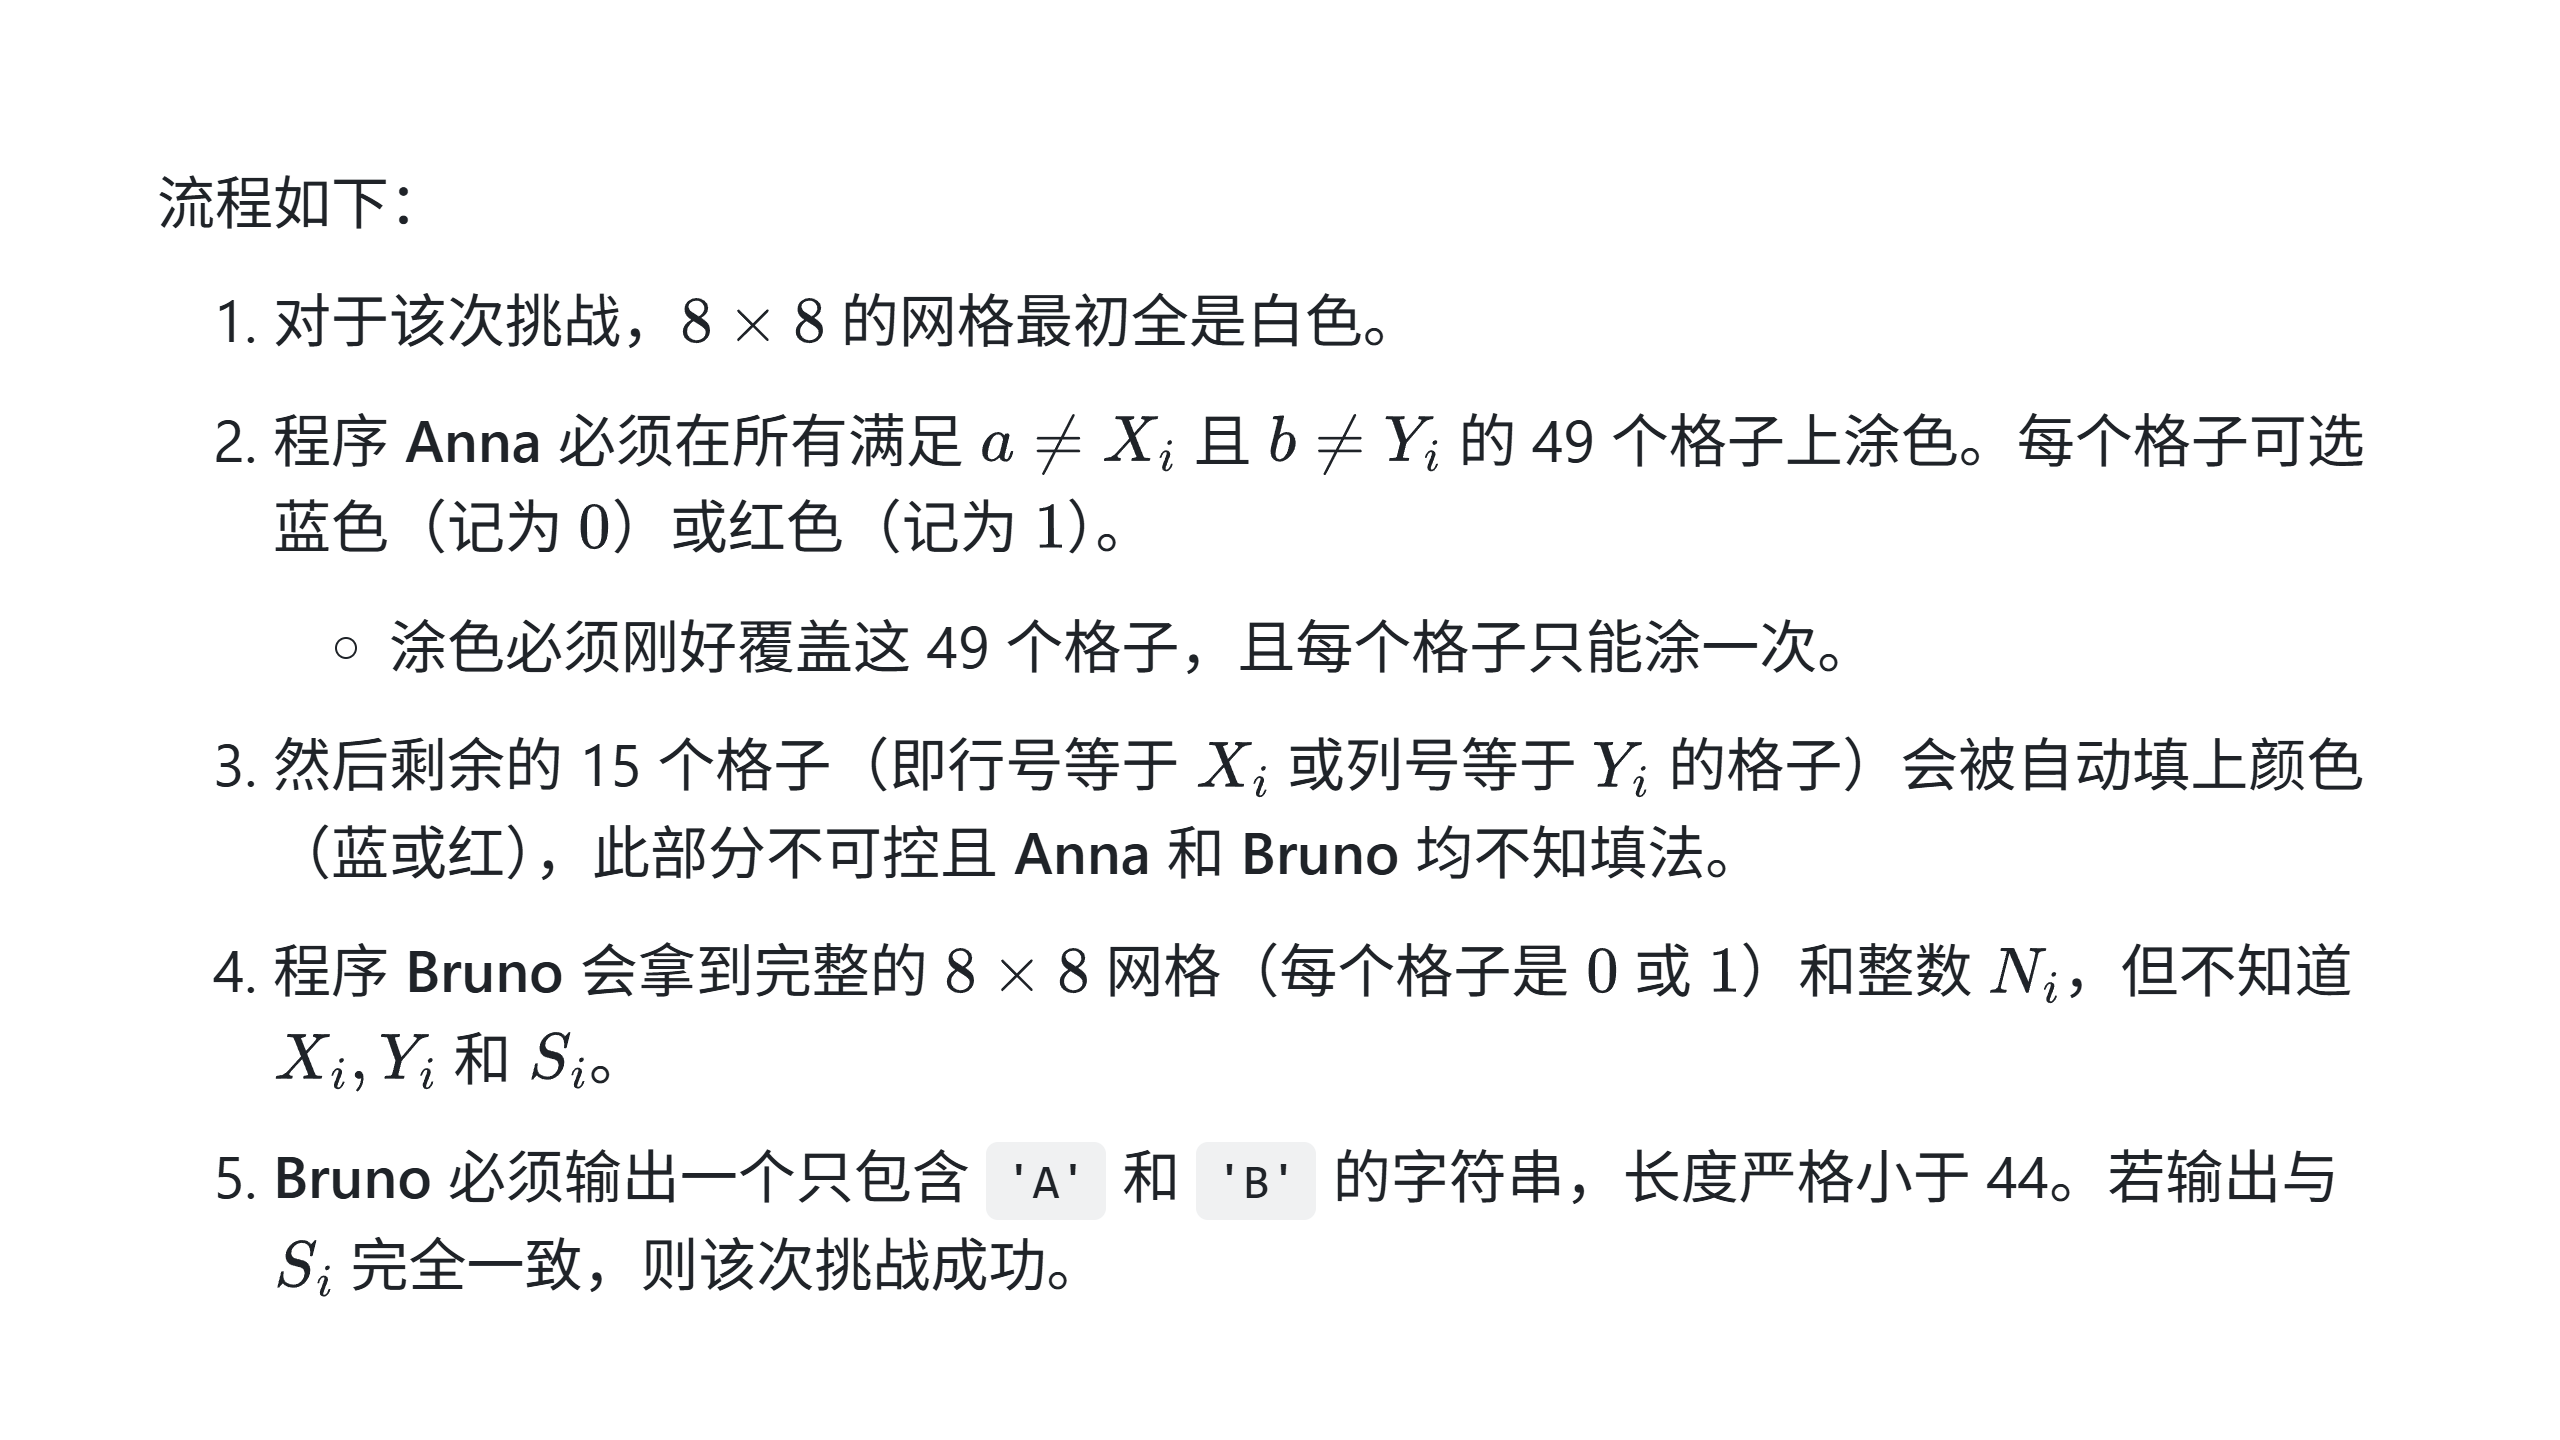 流程如下：
1. 对于该次挑战，8 × 8 的网格最初全是白色。
2. 程序 Anna 必须在所有满足 a ≠ X_i 且 b ≠ Y_i 的 49 个格子上涂色。每个格子可选
蓝色（记为 0）或红色（记为 1）。
○ 涂色必须刚好覆盖这 49 个格子，且每个格子只能涂一次。
3. 然后剩余的 15 个格子（即行号等于 X_i 或列号等于 Y_i 的格子）会被自动填上颜色
（蓝或红），此部分不可控且 Anna 和 Bruno 均不知填法。
4. 程序 Bruno 会拿到完整的 8 × 8 网格（每个格子是 0 或 1）和整数 N_i，但不知道
X_i, Y_i 和 S_i。
5. Bruno 必须输出一个只包含 'A' 和 'B' 的字符串，长度严格小于 44。若输出与
S_i 完全一致，则该次挑战成功。